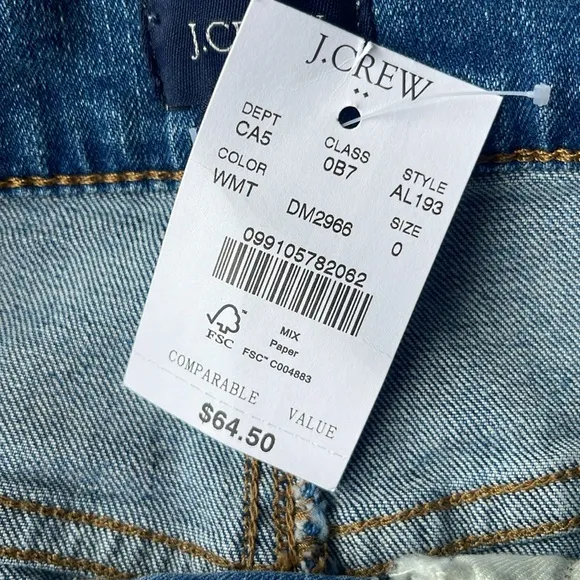 J.CREW
DEPT CLASS STYLE
CA5 0B7 AL193
COLOR SIZE
WMT DM2966 0
099105782062
FSC
MIX
Paper
FSC™ C004883
COMPARABLE VALUE
$64.50